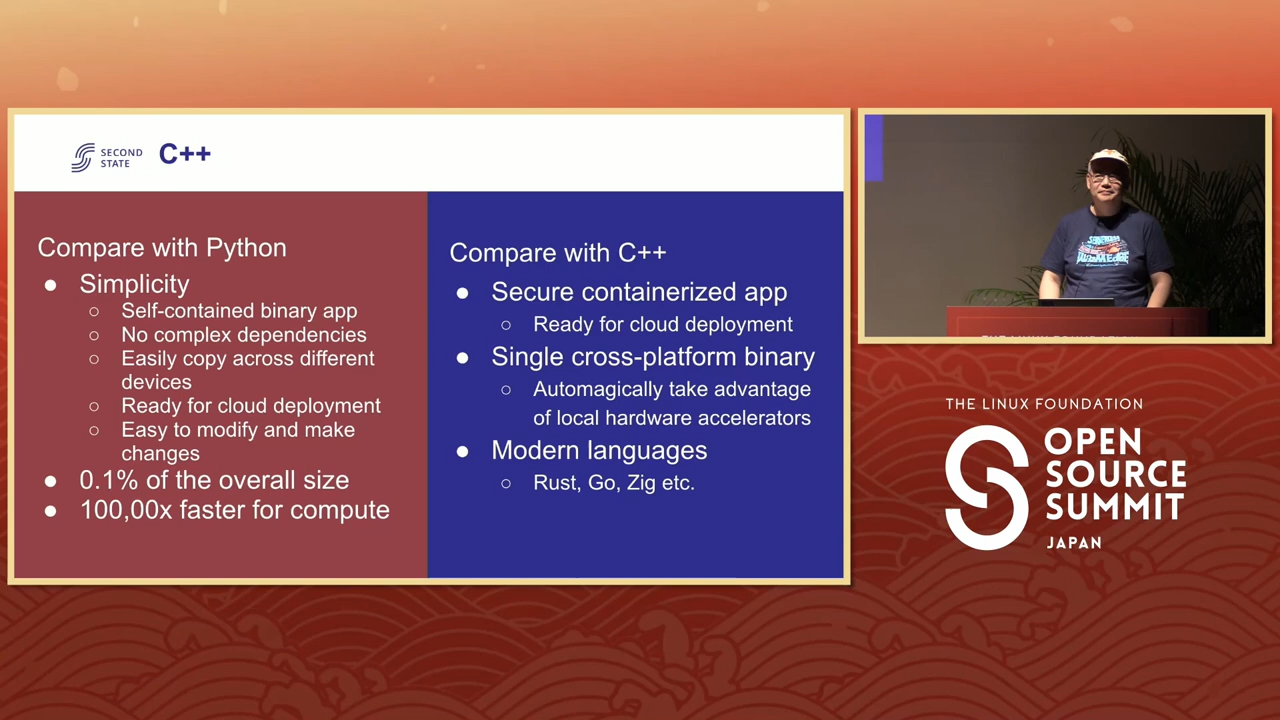 SECOND
STATE
C++
Compare with Python
● Simplicity
○ Self-contained binary app
○ No complex dependencies
○ Easily copy across different
devices
○ Ready for cloud deployment
○ Easy to modify and make
changes
● 0.1% of the overall size
● 100,00x faster for compute
Compare with C++
● Secure containerized app
○ Ready for cloud deployment
● Single cross-platform binary
○ Automagically take advantage
of local hardware accelerators
● Modern languages
○ Rust, Go, Zig etc.
THE LINUX FOUNDATION
OPEN
SOURCE
SUMMIT
JAPAN